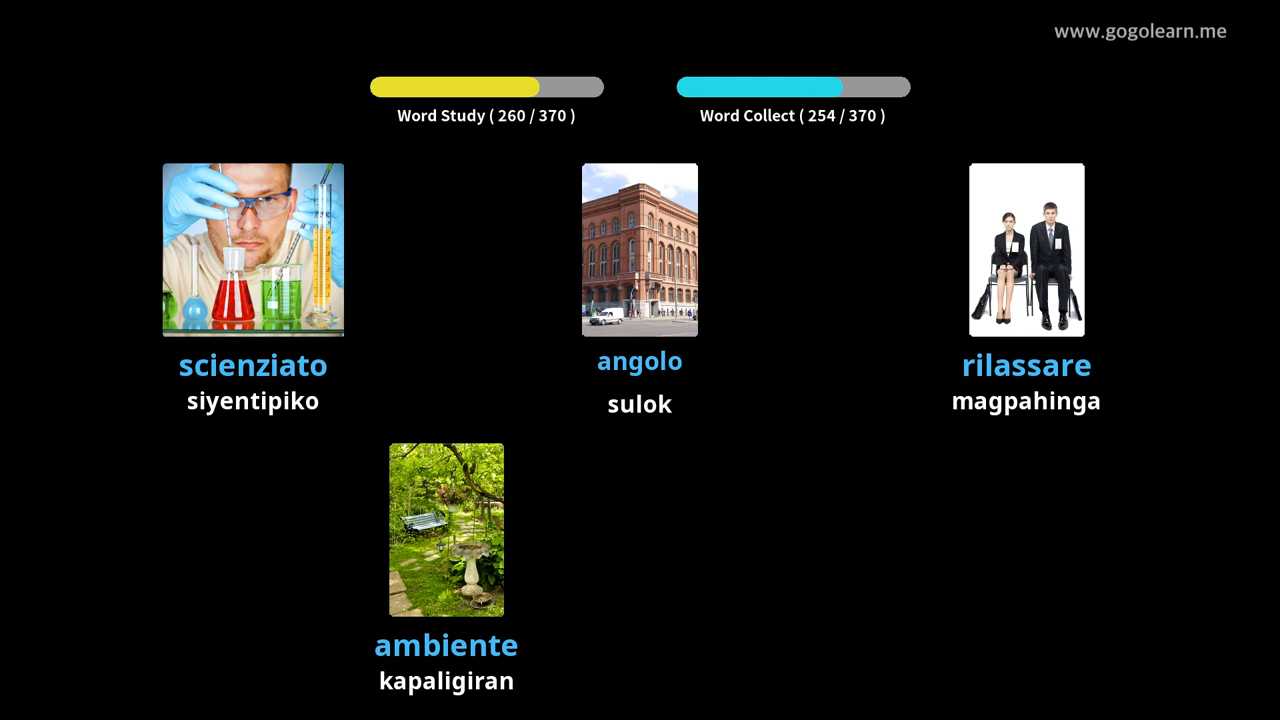 www.gogolearn.me
Word Study ( 260 / 370 )
Word Collect ( 254 / 370 )
scienziato
siyentipiko
angolo
sulok
rilassare
magpahinga
ambiente
kapaligiran